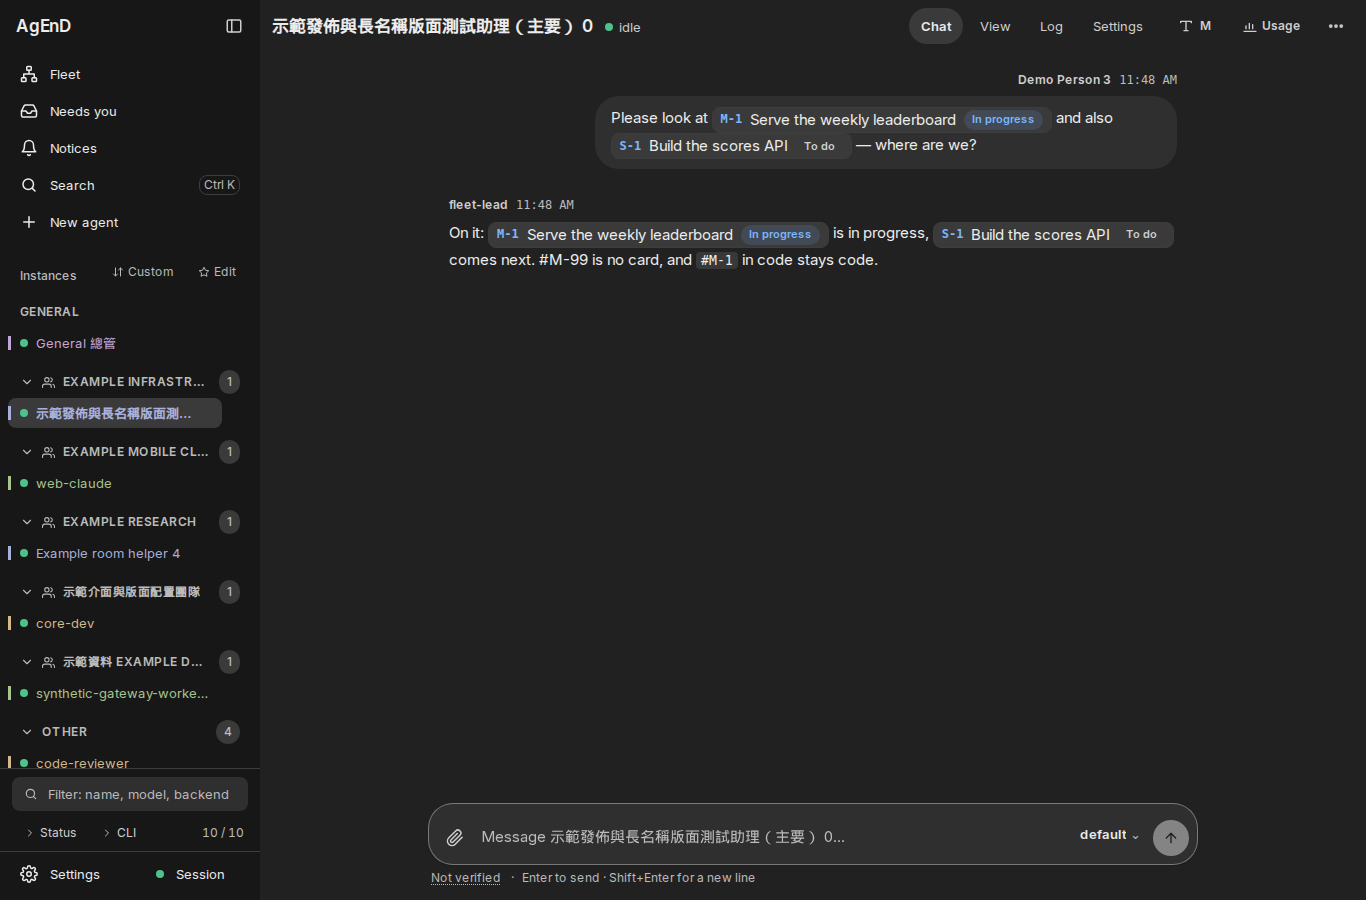 AgEnD
Fleet
Needs you
Notices
Search Ctrl K
New agent
Instances Custom Edit
GENERAL
General 總管
EXAMPLE INFRASTR... 1
示範發佈與長名稱版面測...
EXAMPLE MOBILE CL... 1
web-claude
EXAMPLE RESEARCH 1
Example room helper 4
示範介面與版面配置團隊 1
core-dev
示範資料 EXAMPLE D... 1
synthetic-gateway-worke...
OTHER 4
code-reviewer
Filter: name, model, backend
Status CLI 10 / 10
Settings Session
示範發佈與長名稱版面測試助理（主要）0 idle
Chat View Log Settings M Usage
Demo Person 3 11:48 AM
Please look at M-1 Serve the weekly leaderboard In progress and also
S-1 Build the scores API To do — where are we?
fleet-lead 11:48 AM
On it: M-1 Serve the weekly leaderboard In progress is in progress, S-1 Build the scores API To do
comes next. #M-99 is no card, and #M-1 in code stays code.
Message 示範發佈與長名稱版面測試助理（主要）0... default
Not verified · Enter to send · Shift+Enter for a new line